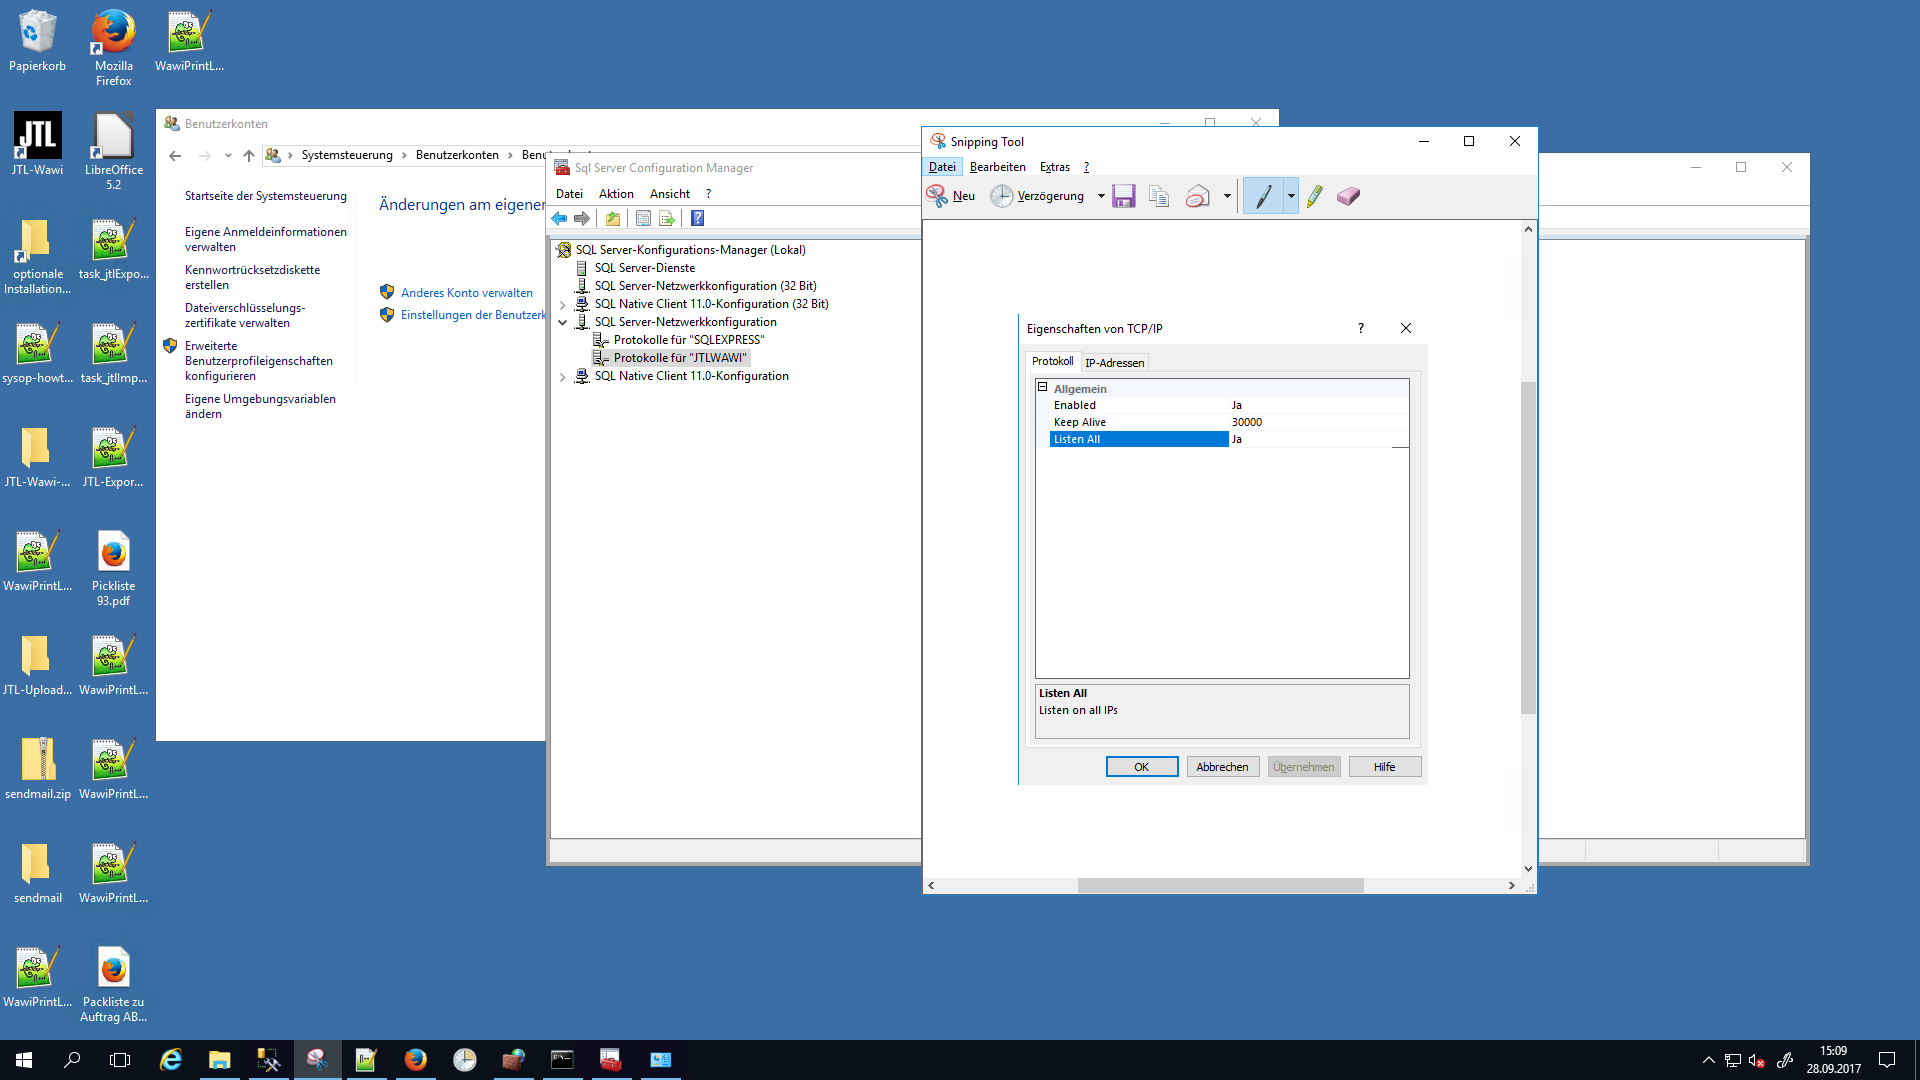 Papierkorb
Mozilla
Firefox
WawiPrintL...
JTL
JTL-Wawi
LibreOffice
5.2
optionale
Installation...
task_jtlExpo...
sysop-howt...
task_jtlImp...
JTL-Wawi-...
JTL-Expor...
WawiPrintL...
Pickliste
93.pdf
JTL-Upload...
WawiPrintL...
sendmail.zip
WawiPrintL...
sendmail
WawiPrintL...
WawiPrintL...
Packliste zu
Auftrag AB...
Benutzerkonten
Systemsteuerung
Benutzerkonten
Startseite der Systemsteuerung
Eigene Anmeldeinformationen
verwalten
Kennwortrücksetzdiskette
erstellen
Dateiverschlüsselungs-
zertifikate verwalten
Erweiterte
Benutzerprofileigenschaften
konfigurieren
Eigene Umgebungsvariablen
ändern
Änderungen am eigenen
Anderes Konto verwalten
Einstellungen der Benutzerk
Sql Server Configuration Manager
Datei Aktion Ansicht ?
SQL Server-Konfigurations-Manager (Lokal)
SQL Server-Dienste
SQL Server-Netzwerkkonfiguration (32 Bit)
SQL Native Client 11.0-Konfiguration (32 Bit)
SQL Server-Netzwerkkonfiguration
Protokolle für "SQLEXPRESS"
Protokolle für "JTLWAWI"
SQL Native Client 11.0-Konfiguration
Snipping Tool
Datei Bearbeiten Extras ?
Neu Verzögerung
Eigenschaften von TCP/IP ?
Protokoll IP-Adressen
Allgemein
Enabled Ja
Keep Alive 30000
Listen All Ja
Listen All
Listen on all IPs
OK Abbrechen Übernehmen Hilfe
15:09
28.09.2017